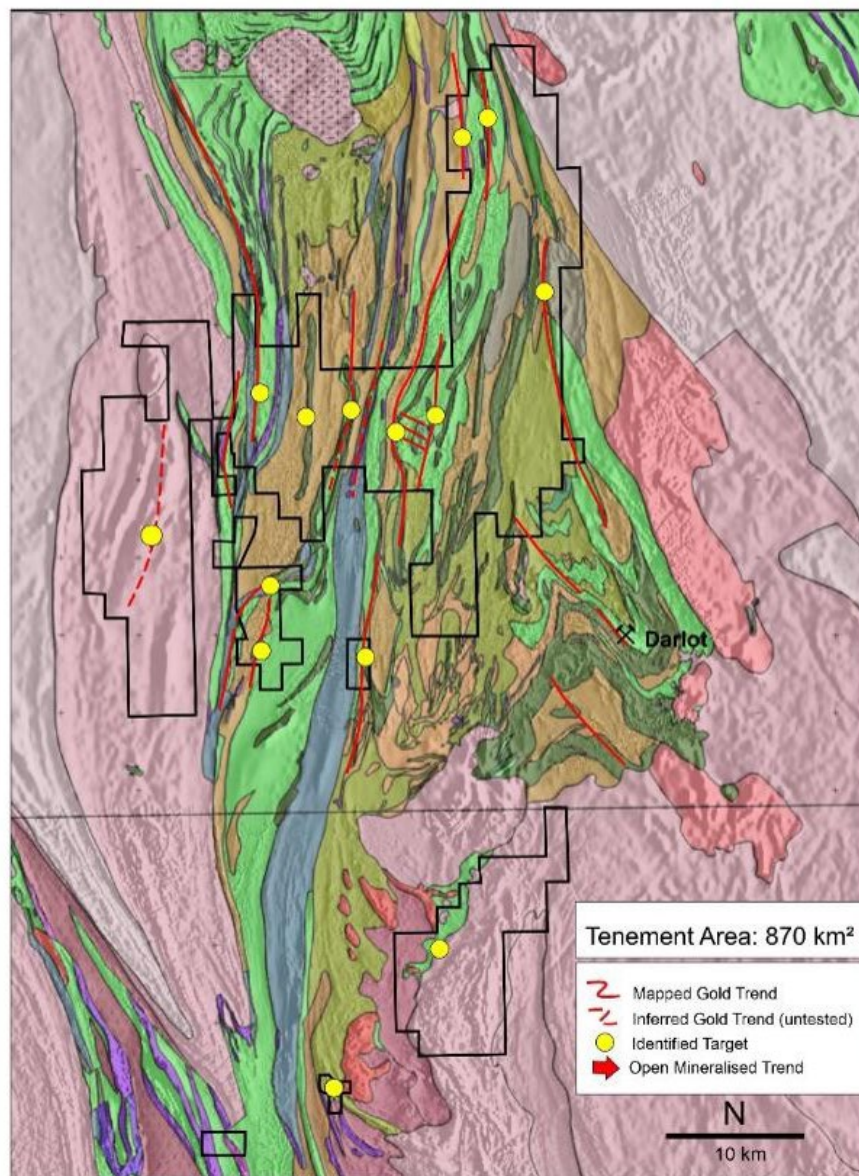 Darlot
Tenement Area: 870 km²
Mapped Gold Trend
Inferred Gold Trend (untested)
Identified Target
Open Mineralised Trend
N
10 km